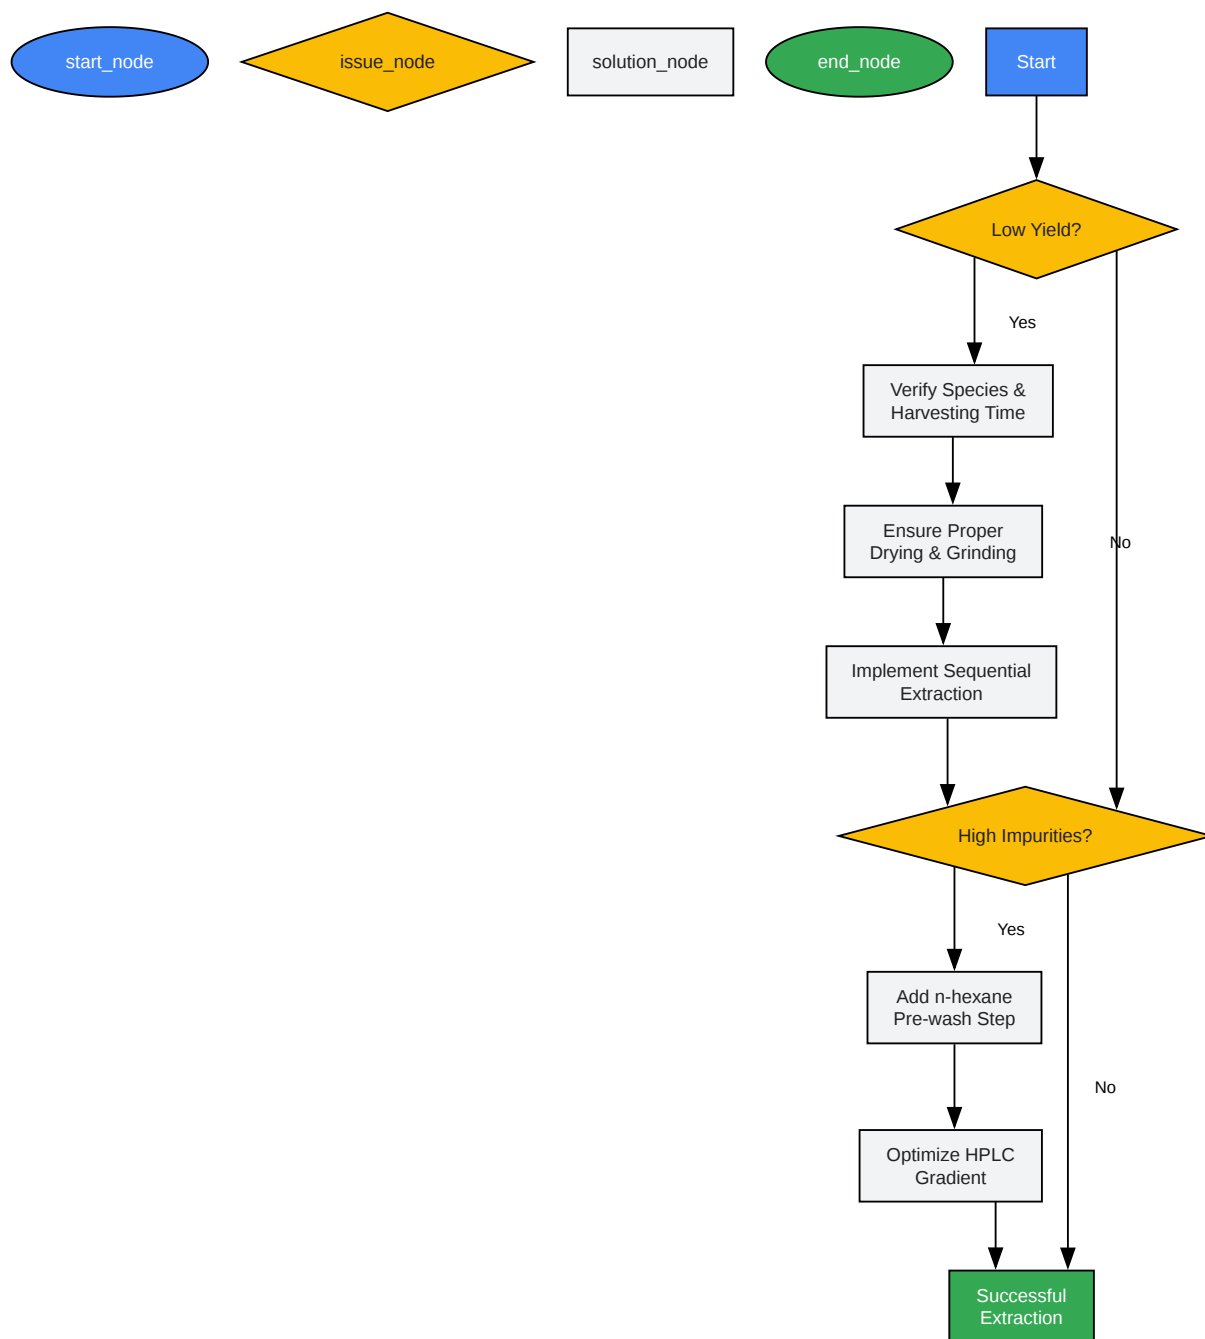 start_node
issue_node
solution_node
end_node
Start
Low Yield?
Yes
Verify Species &
Harvesting Time
Ensure Proper
Drying & Grinding
No
Implement Sequential
Extraction
High Impurities?
Yes
Add n-hexane
Pre-wash Step
No
Optimize HPLC
Gradient
Successful
Extraction